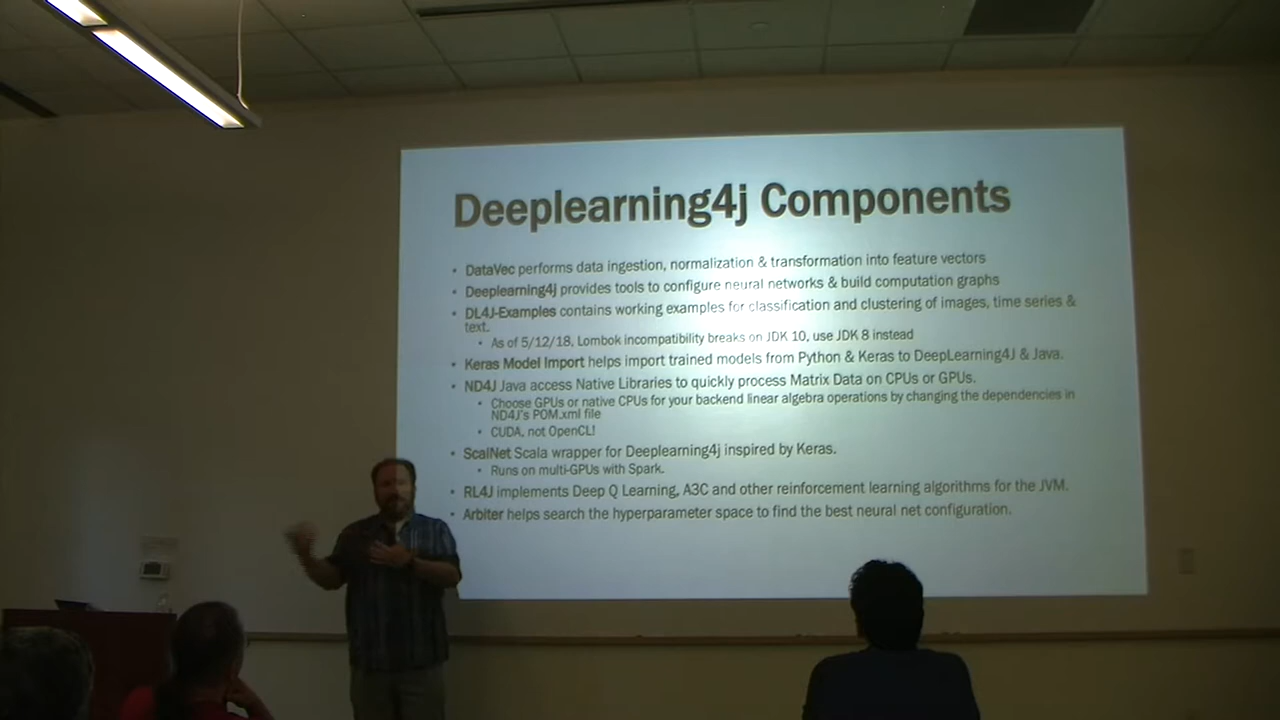 Deeplearning4j Components
• DataVec performs data ingestion, normalization & transformation into feature vectors
• Deeplearning4j provides tools to configure neural networks & build computation graphs
• DL4J-Examples contains working examples for classification and clustering of images, time series &
text.
• As of 5/12/18, Lombok incompatibility breaks on JDK 10, use JDK 8 instead
• Keras Model Import helps import trained models from Python & Keras to DeepLearning4J & Java.
• ND4J Java access Native Libraries to quickly process Matrix Data on CPUs or GPUs.
• Choose GPUs or native CPUs for your backend linear algebra operations by changing the dependencies in
ND4J's POM.xml file
• CUDA, not OpenCL!
• ScalNet Scala wrapper for Deeplearning4j inspired by Keras.
• Runs on multi-GPUs with Spark.
• RL4J implements Deep Q Learning, A3C and other reinforcement learning algorithms for the JVM.
• Arbiter helps search the hyperparameter space to find the best neural net configuration.